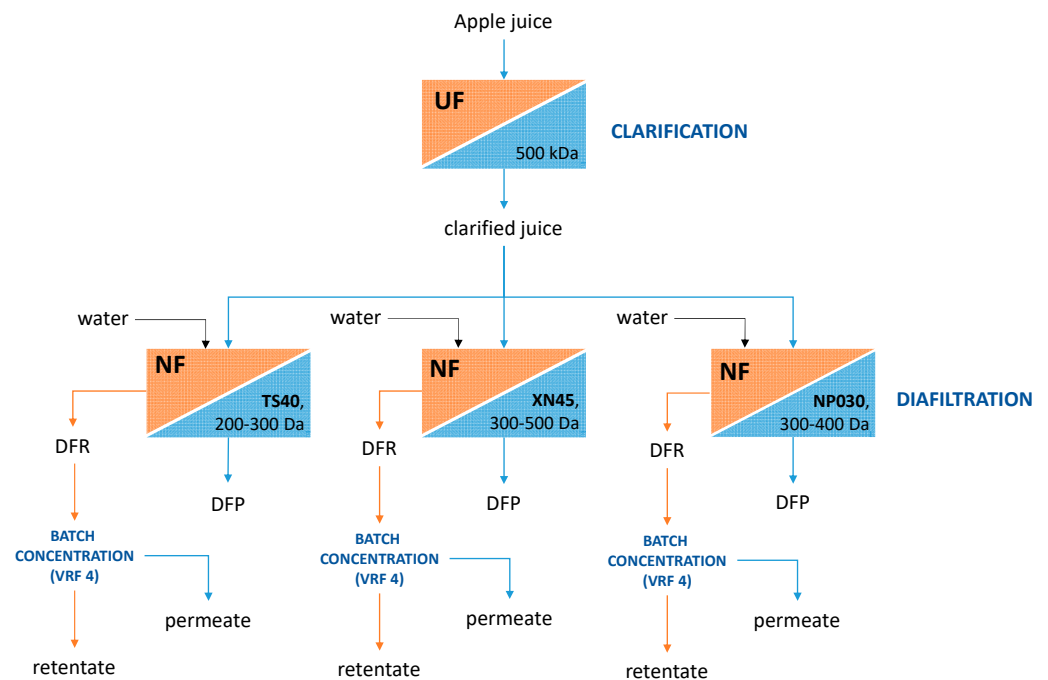 Apple juice
UF
500 kDa
CLARIFICATION
clarified juice
water
water
water
NF
TS40,
200-300 Da
NF
XN45,
300-500 Da
NF
NP030,
300-400 Da
DIAFILTRATION
DFR
DFP
DFR
DFP
DFR
DFP
BATCH
CONCENTRATION
(VRF 4)
permeate
retentate
BATCH
CONCENTRATION
(VRF 4)
permeate
retentate
BATCH
CONCENTRATION
(VRF 4)
permeate
retentate